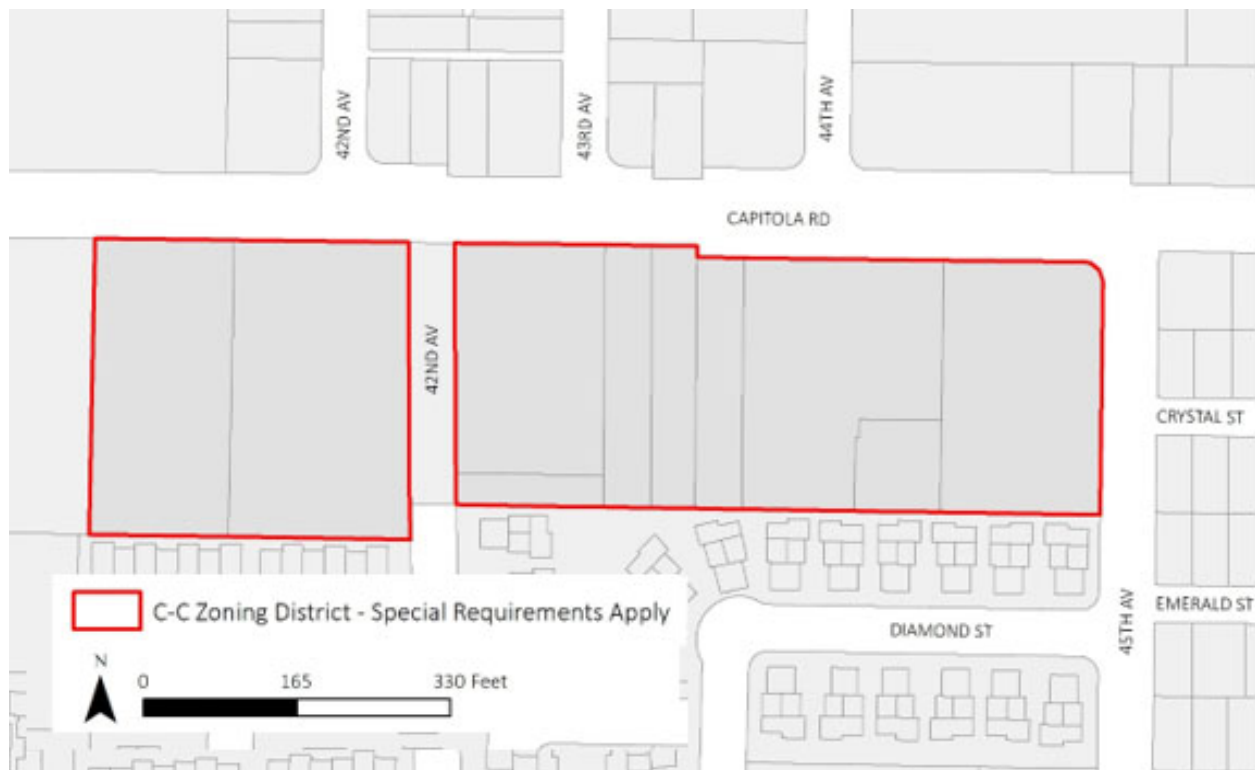 42ND AV
43RD AV
44TH AV
CAPITOLA RD
42ND AV
CRYSTAL ST
EMERALD ST
45TH AV
DIAMOND ST
C-C Zoning District - Special Requirements Apply
N
0 165 330 Feet